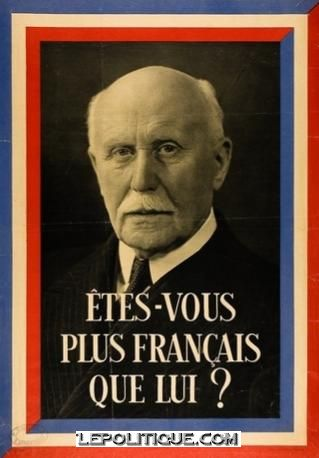 ÊTES-VOUS
PLUS FRANÇAIS
QUE LUI ?
LEPOLITIQUE.COM